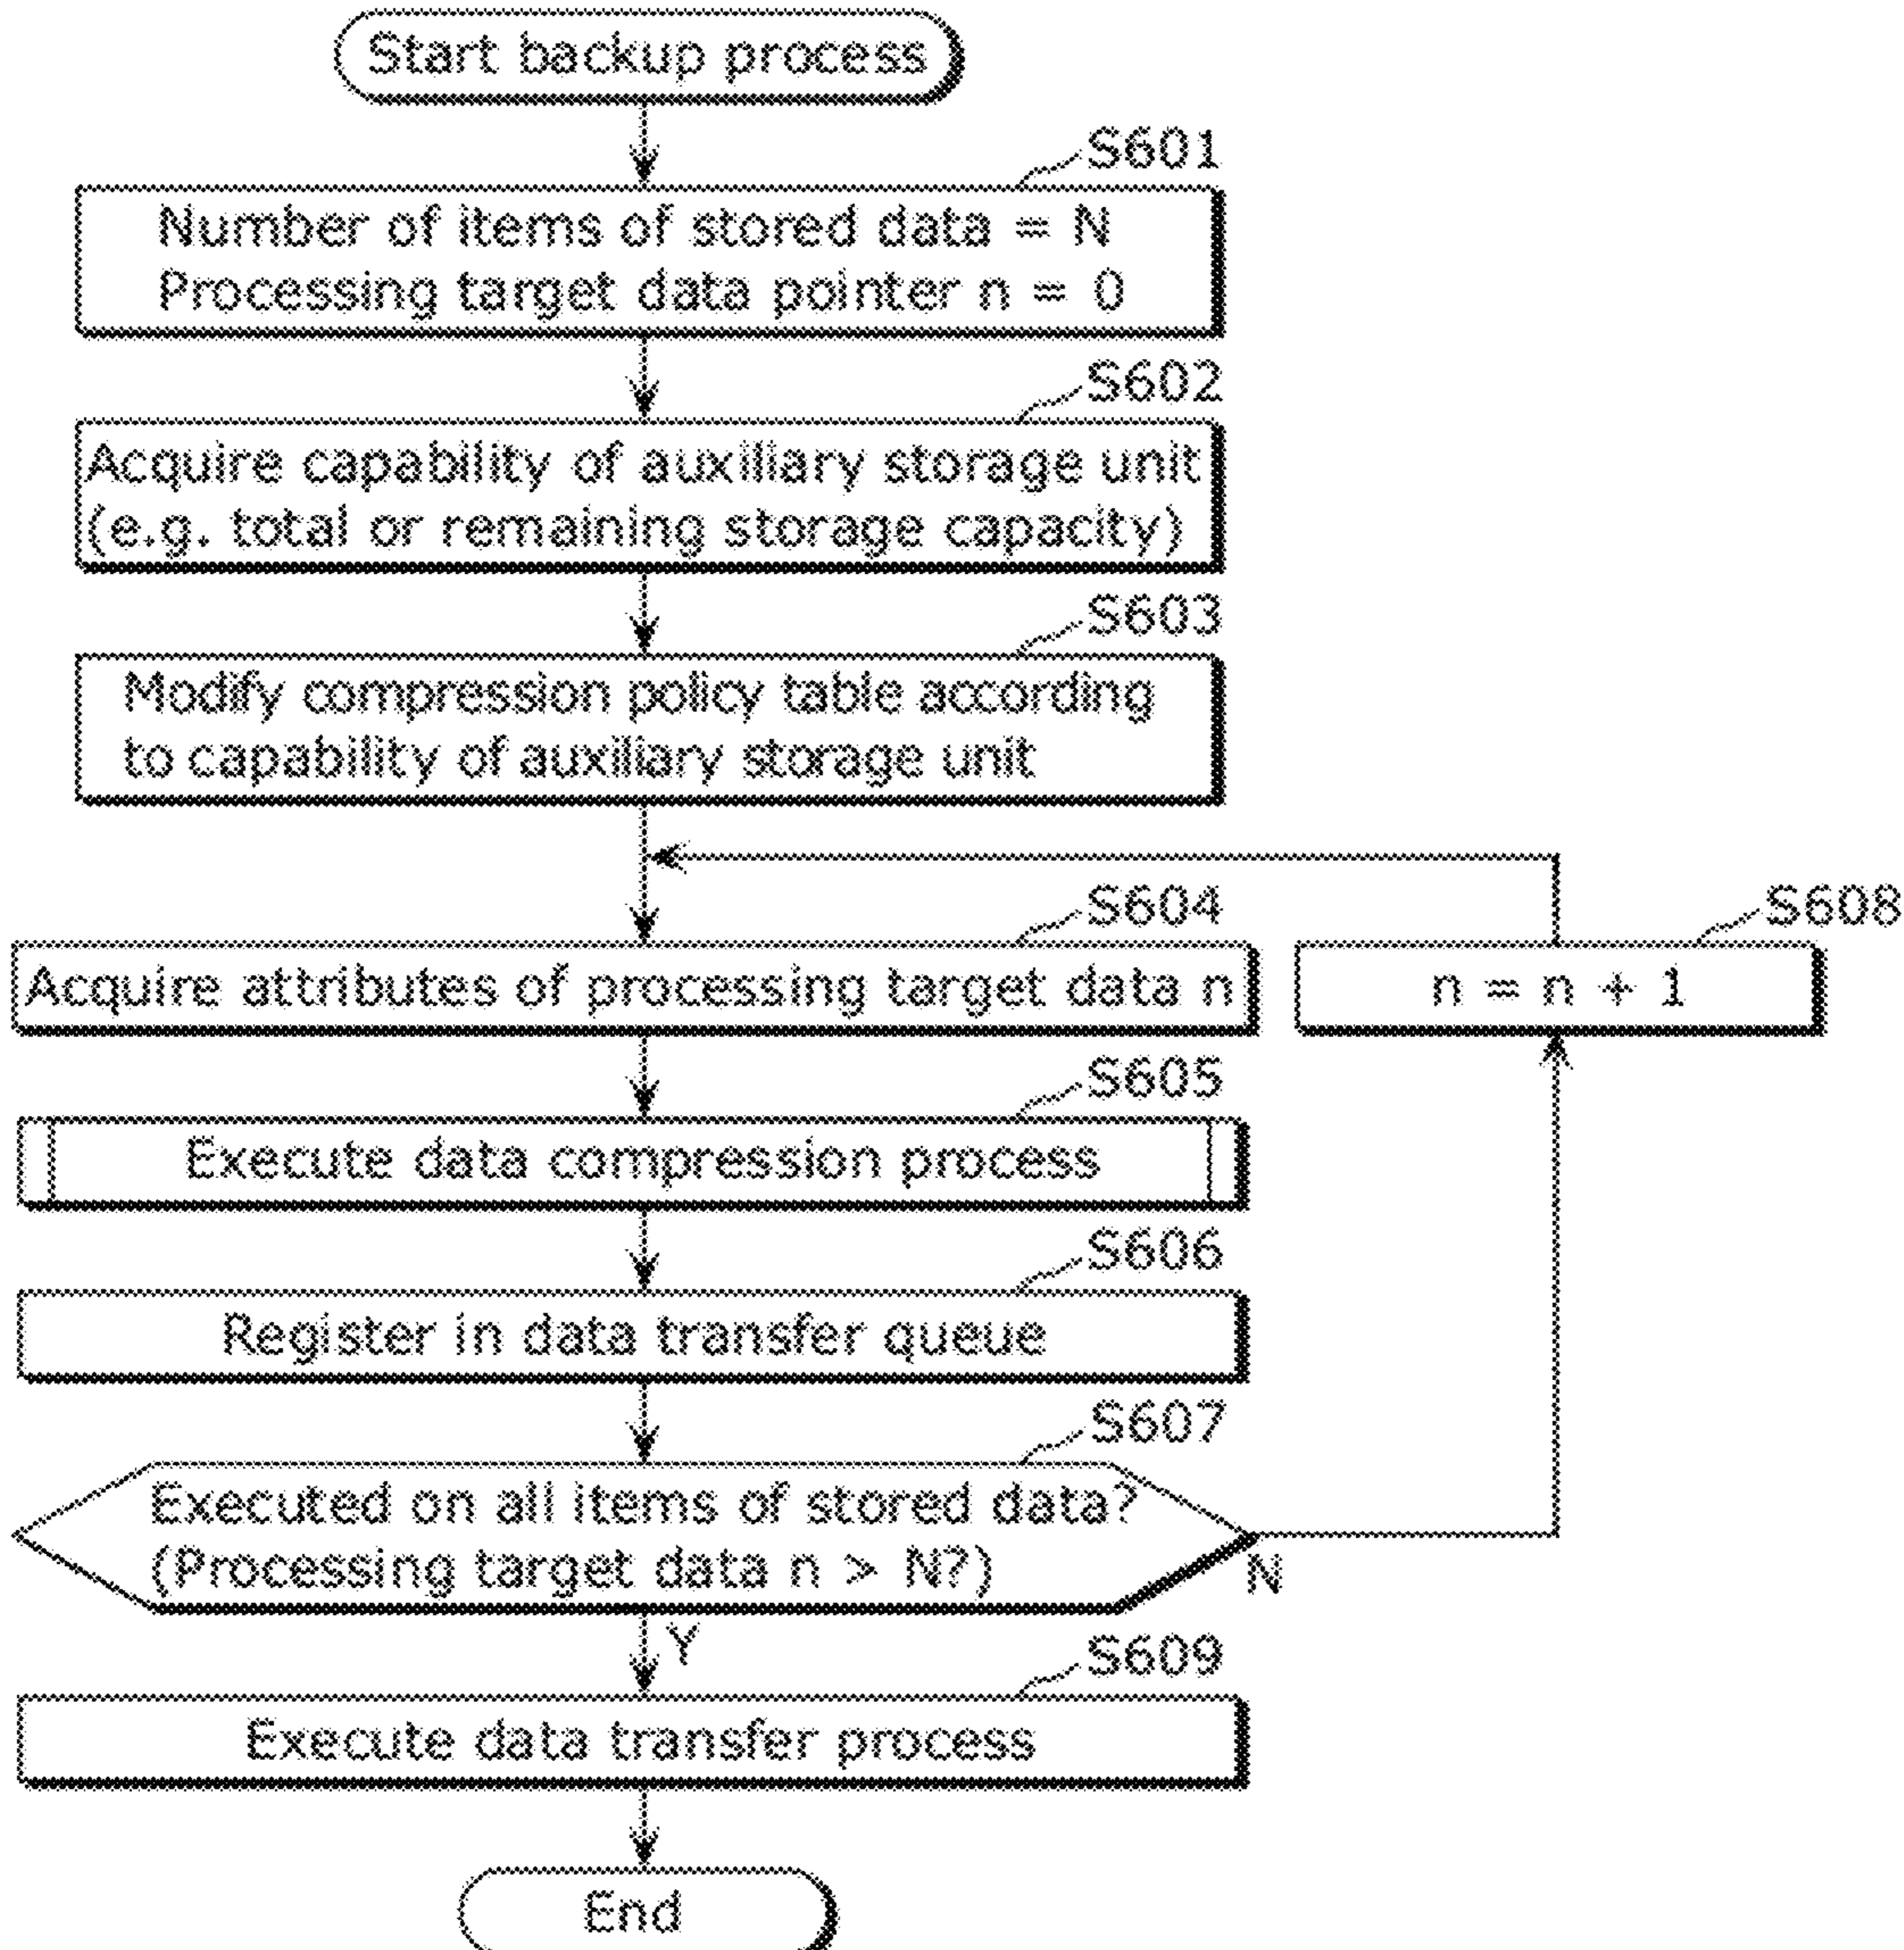 Start backup process
S601
Number of items of stored data = N
Processing target data pointer n = 0
S602
Acquire capability of auxiliary storage unit
(e.g. total or remaining storage capacity)
S603
Modify compression policy table according
to capability of auxiliary storage unit
S604
Acquire attributes of processing target data n
S608
n = n + 1
S605
Execute data compression process
S606
Register in data transfer queue
S607
Executed on all items of stored data?
(Processing target data n > N?)
N
Y
S609
Execute data transfer process
End